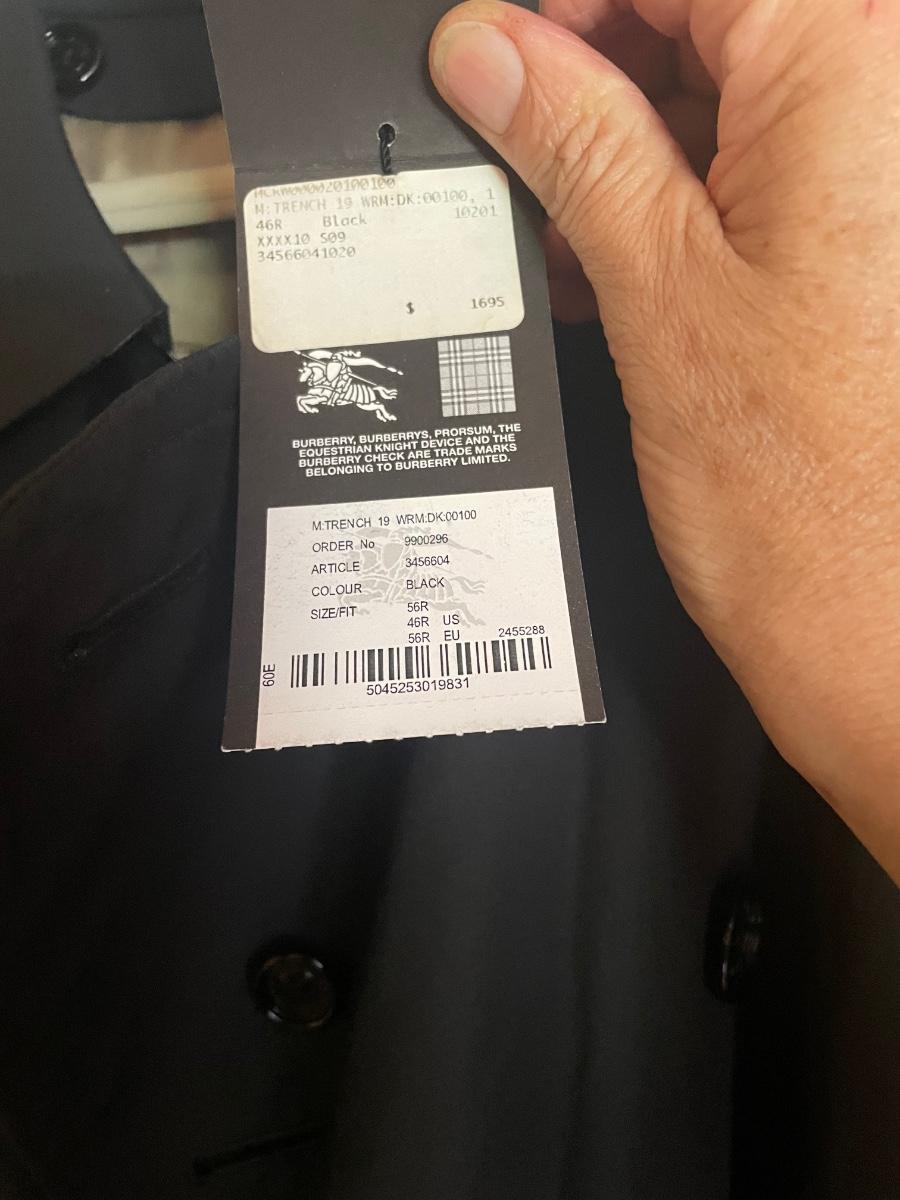 MCRW000020100100
M:TRENCH 19 WRM:DK:00100, 1
46R Black 10201
XXXX10 S09
34566041020
$ 1695
BURBERRY, BURBERRYS, PRORSUM, THE
EQUESTRIAN KNIGHT DEVICE AND THE
BURBERRY CHECK ARE TRADE MARKS
BELONGING TO BURBERRY LIMITED.
M:TRENCH 19 WRM:DK:00100
ORDER No 9900296
ARTICLE 3456604
COLOUR BLACK
SIZE/FIT 56R
46R US
56R EU 2455288
60E
5045253019831